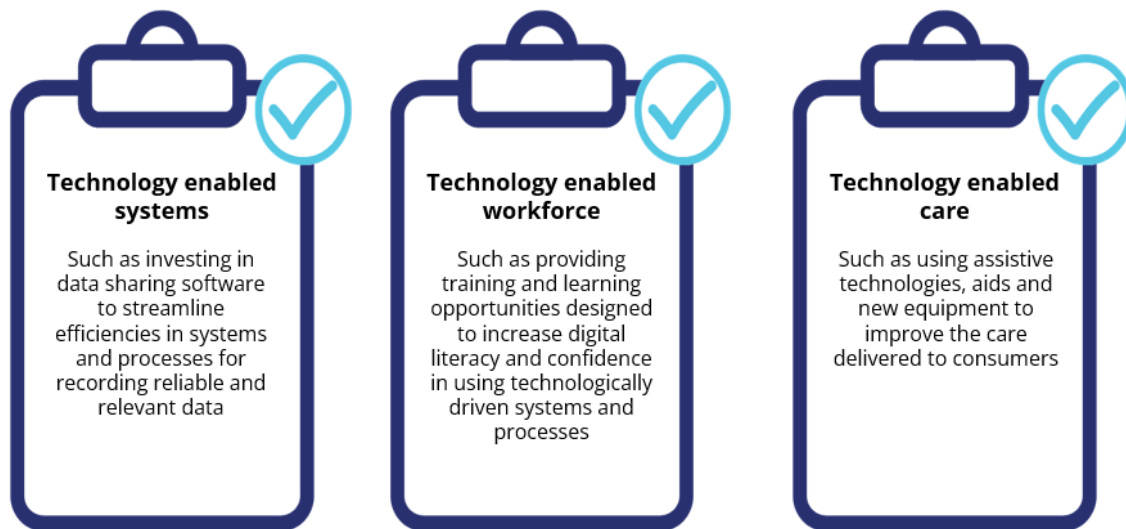 Technology enabled
systems
Such as investing in
data sharing software
to streamline
efficiencies in systems
and processes for
recording reliable and
relevant data
Technology enabled
workforce
Such as providing
training and learning
opportunities designed
to increase digital
literacy and confidence
in using technologically
driven systems and
processes
Technology enabled
care
Such as using assistive
technologies, aids and
new equipment to
improve the care
delivered to consumers